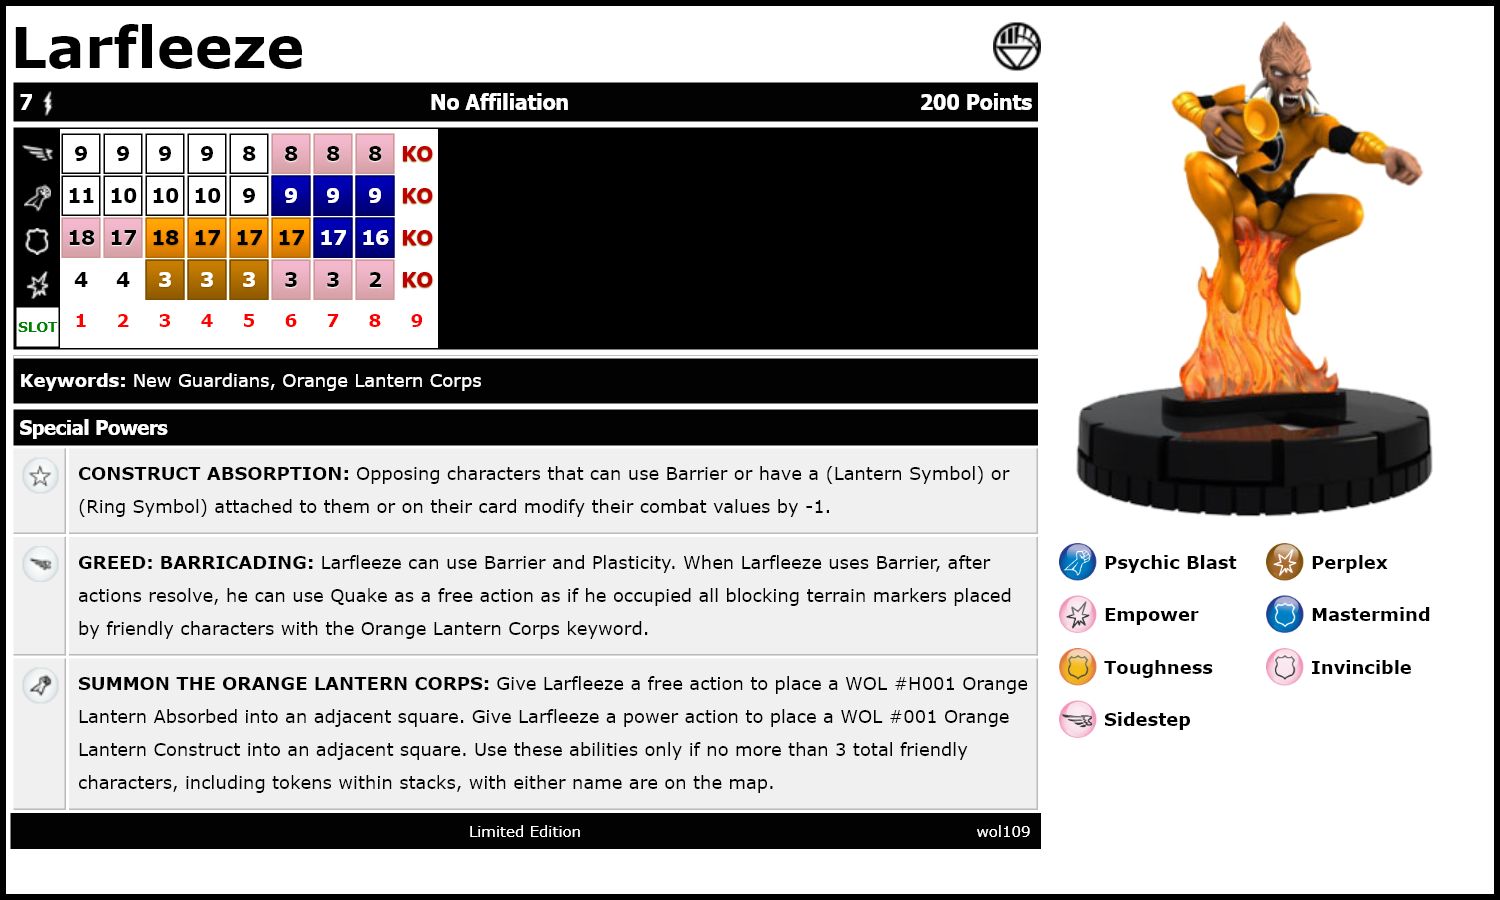 Larfleeze
7 No Affiliation 200 Points
9 9 9 9 8 8 8 8 KO
11 10 10 10 9 9 9 9 KO
18 17 18 17 17 17 17 16 KO
4 4 3 3 3 3 3 2 KO
SLOT 1 2 3 4 5 6 7 8 9
Keywords: New Guardians, Orange Lantern Corps
Special Powers
CONSTRUCT ABSORPTION: Opposing characters that can use Barrier or have a (Lantern Symbol) or
(Ring Symbol) attached to them or on their card modify their combat values by -1.
GREED: BARRICADING: Larfleeze can use Barrier and Plasticity. When Larfleeze uses Barrier, after
actions resolve, he can use Quake as a free action as if he occupied all blocking terrain markers placed
by friendly characters with the Orange Lantern Corps keyword.
SUMMON THE ORANGE LANTERN CORPS: Give Larfleeze a free action to place a WOL #H001 Orange
Lantern Absorbed into an adjacent square. Give Larfleeze a power action to place a WOL #001 Orange
Lantern Construct into an adjacent square. Use these abilities only if no more than 3 total friendly
characters, including tokens within stacks, with either name are on the map.
Limited Edition wol109
Psychic Blast Perplex
Empower Mastermind
Toughness Invincible
Sidestep